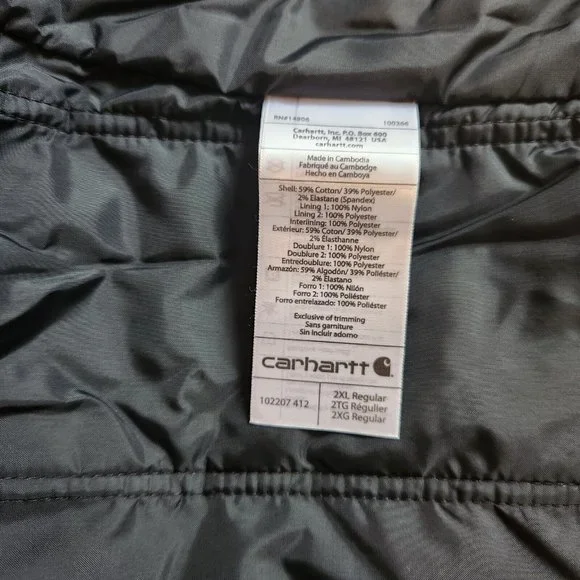 RN#14806 100366
Carhartt, Inc. P.O. Box 600
Dearborn, MI 48121 USA
carhartt.com
Made in Cambodia
Fabriqué au Cambodge
Hecho en Camboya
Shell: 59% Cotton/ 39% Polyester/
2% Elastane (Spandex)
Lining 1: 100% Nylon
Lining 2: 100% Polyester
Interlining: 100% Polyester
Extérieur: 59% Coton/ 39% Polyester/
2% Élasthanne
Doublure 1: 100% Nylon
Doublure 2: 100% Polyester
Entredoublure: 100% Polyester
Armazón: 59% Algodón/ 39% Poliéster/
2% Elastano
Forro 1: 100% Nilón
Forro 2: 100% Poliéster
Forro entrelazado: 100% Poliéster
Exclusive of trimming
Sans garniture
Sin incluir adorno
carhartt
102207 412
2XL Regular
2TG Régulier
2XG Regular